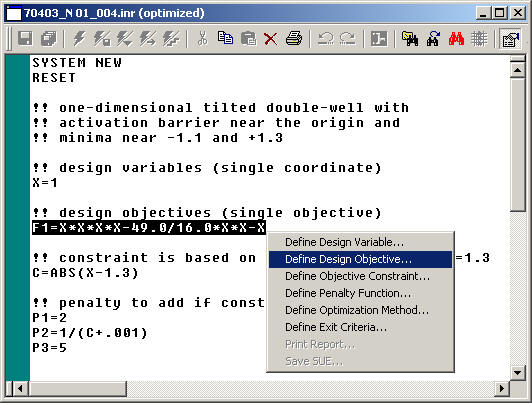 70403_N 01_004.inr (optimized)
SYSTEM NEW
RESET
!! one-dimensional tilted double-well with
!! activation barrier near the origin and
!! minima near -1.1 and +1.3
!! design variables (single coordinate)
X=1
!! design objectives (single objective)
F1=X*X*X*X-49.0/16.0*X*X-X
!! constraint is based on =1.3
C=ABS(X-1.3)
!! penalty to add if const
P1=2
P2=1/(C+.001)
P3=5
Define Design Variable...
Define Design Objective...
Define Objective Constraint...
Define Penalty Function...
Define Optimization Method...
Define Exit Criteria...
Print Report...
Save SUE...